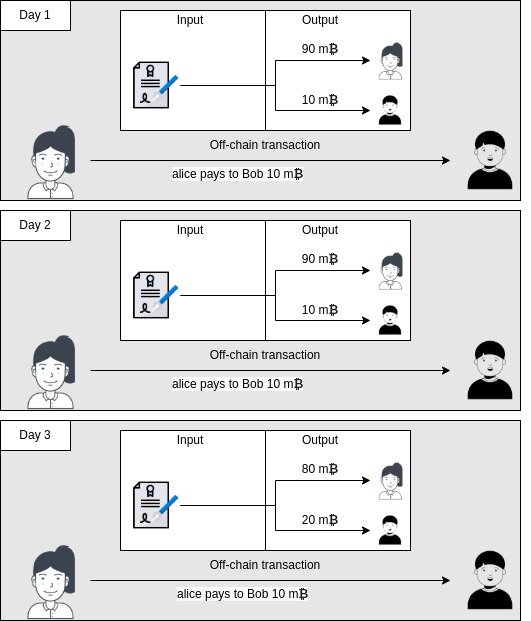 Day 1
Input
Output
90 m₿
10 m₿
Off-chain transaction
alice pays to Bob 10 m₿
Day 2
Input
Output
90 m₿
10 m₿
Off-chain transaction
alice pays to Bob 10 m₿
Day 3
Input
Output
80 m₿
20 m₿
Off-chain transaction
alice pays to Bob 10 m₿